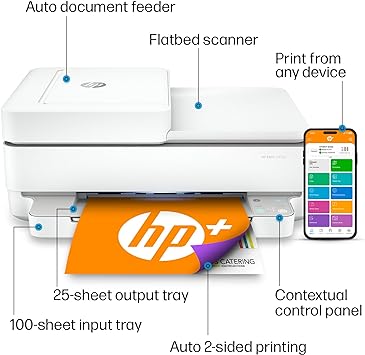 Auto document feeder
Flatbed scanner
Print from
any device
hp
hp+
CATERING
25-sheet output tray
Contextual
control panel
100-sheet input tray
Auto 2-sided printing